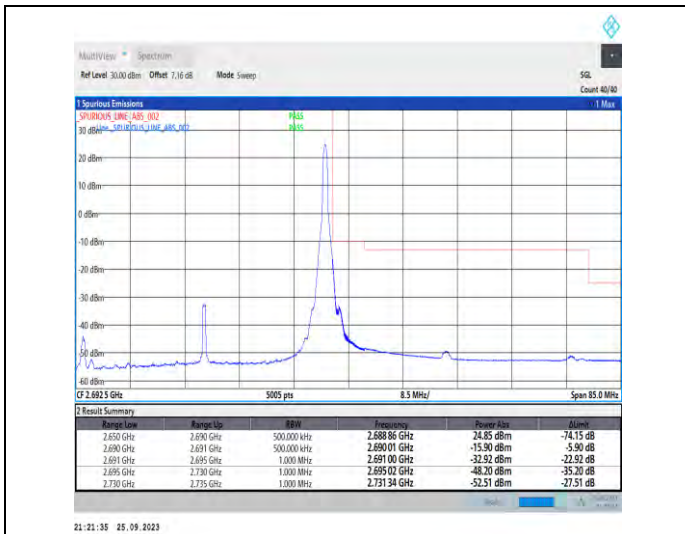 MultiView Spectrum
Ref Level 30.00 dBm Offset 7.16 dB Mode Sweep SGL
Count 40/40
1 Spurious Emissions 1 Max
_SPURIOUS_LINE_ABS_002 PASS
Line _SPURIOUS_LINE_ABS_002 PASS
30 dBm
20 dBm
10 dBm
0 dBm
-10 dBm
-20 dBm
-30 dBm
-40 dBm
-50 dBm
-60 dBm
CF 2.692 5 GHz 5005 pts 8.5 MHz/ Span 85.0 MHz
2 Result Summary
Range Low Range Up RBW Frequency Power Abs ΔLimit
2.650 GHz 2.690 GHz 500.000 kHz 2.688 86 GHz 24.85 dBm -74.15 dB
2.690 GHz 2.691 GHz 500.000 kHz 2.690 01 GHz -15.90 dBm -5.90 dB
2.691 GHz 2.695 GHz 1.000 MHz 2.691 00 GHz -32.92 dBm -22.92 dB
2.695 GHz 2.730 GHz 1.000 MHz 2.695 02 GHz -48.20 dBm -35.20 dB
2.730 GHz 2.735 GHz 1.000 MHz 2.731 34 GHz -52.51 dBm -27.51 dB
21:21:35 25.09.2023